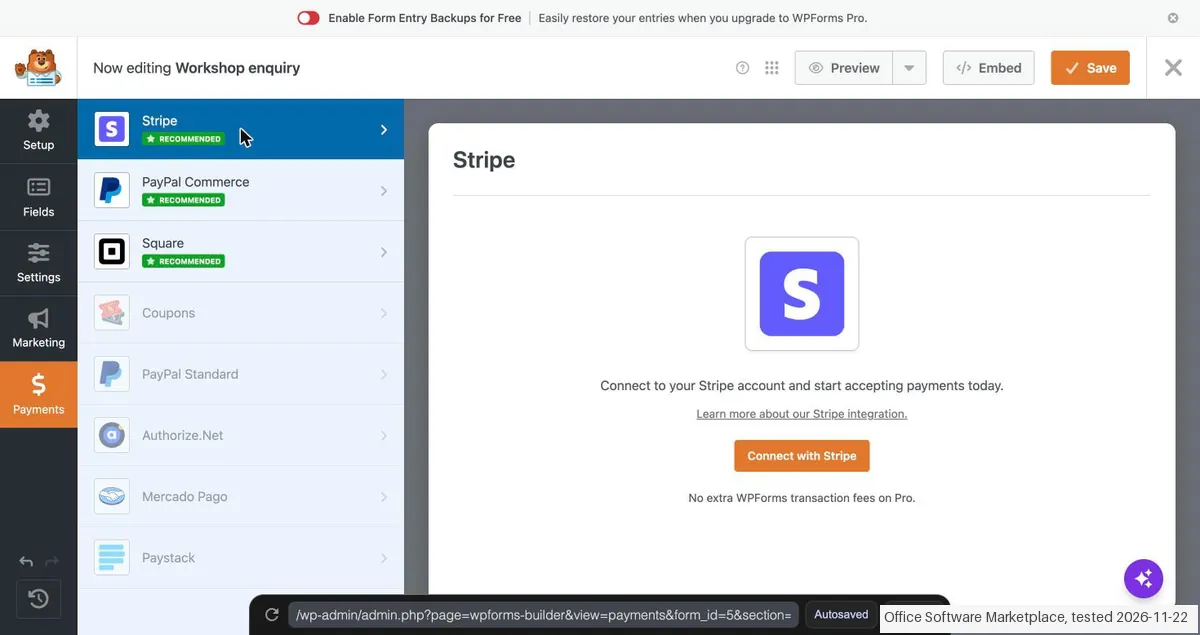 Enable Form Entry Backups for Free
Easily restore your entries when you upgrade to WPForms Pro.
Now editing Workshop enquiry
Preview
Embed
Save
Setup
Fields
Settings
Marketing
Payments
Stripe
RECOMMENDED
PayPal Commerce
RECOMMENDED
Square
RECOMMENDED
Coupons
PayPal Standard
Authorize.Net
Mercado Pago
Paystack
Stripe
Connect to your Stripe account and start accepting payments today.
Learn more about our Stripe integration.
Connect with Stripe
No extra WPForms transaction fees on Pro.
/wp-admin/admin.php?page=wpforms-builder&view=payments&form_id=5&section=
Autosaved
Office Software Marketplace, tested 2026-11-22